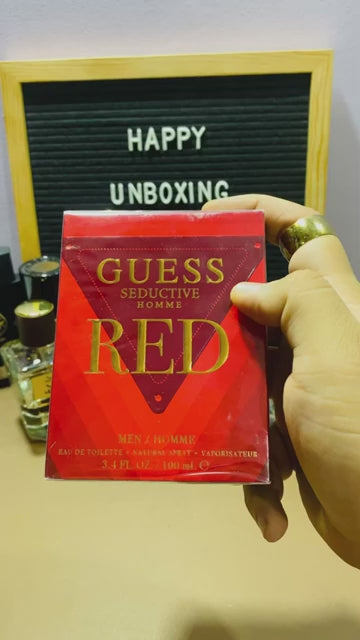 HAPPY
UNBOXING
GUESS
SEDUCTIVE
HOMME
RED
MEN / HOMME
EAU DE TOILETTE • NATURAL SPRAY • VAPORISATEUR
3.4 FL. OZ. / 100 ml. ℮